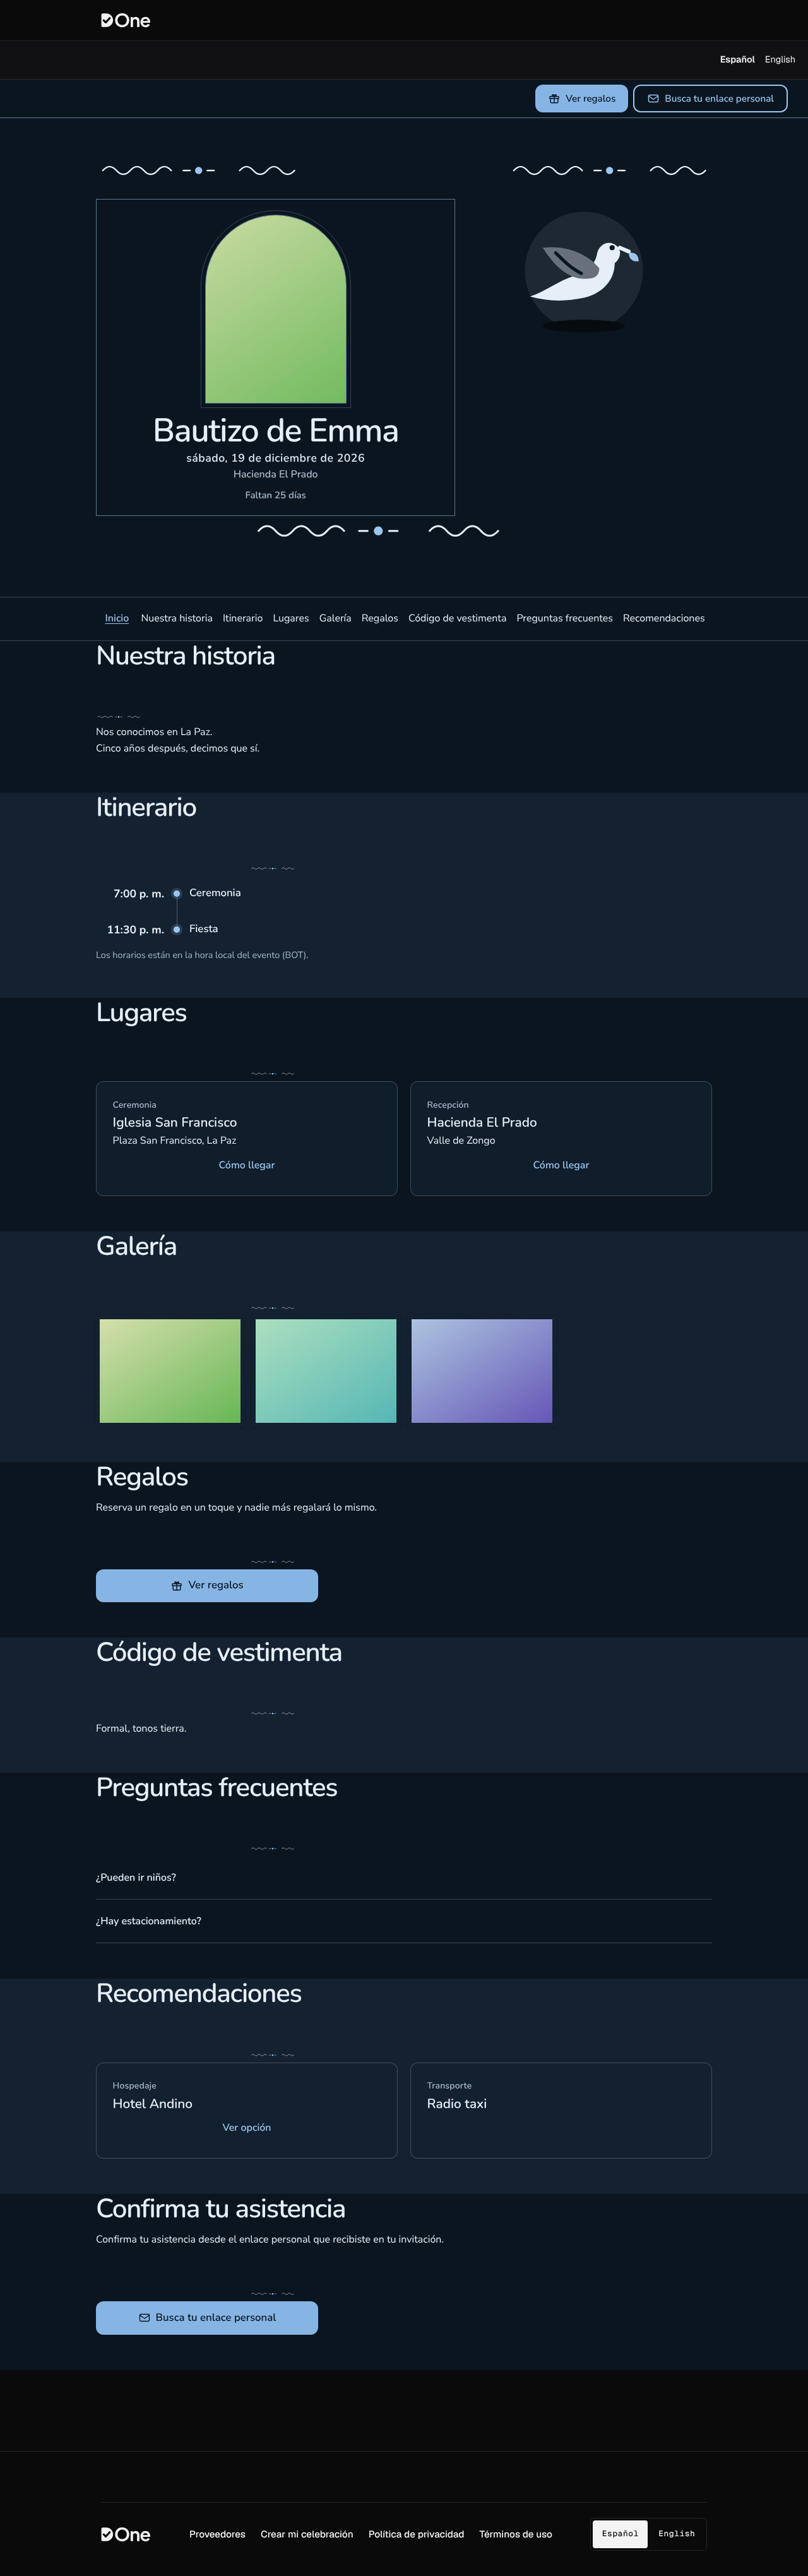 One
Español English
Ver regalos Busca tu enlace personal
Bautizo de Emma
sábado, 19 de diciembre de 2026
Hacienda El Prado
Faltan 25 días
Inicio Nuestra historia Itinerario Lugares Galería Regalos Código de vestimenta Preguntas frecuentes Recomendaciones
Nuestra historia
Nos conocimos en La Paz.
Cinco años después, decimos que sí.
Itinerario
7:00 p. m. Ceremonia
11:30 p. m. Fiesta
Los horarios están en la hora local del evento (BOT).
Lugares
Ceremonia
Iglesia San Francisco
Plaza San Francisco, La Paz
Cómo llegar
Recepción
Hacienda El Prado
Valle de Zongo
Cómo llegar
Galería
Regalos
Reserva un regalo en un toque y nadie más regalará lo mismo.
Ver regalos
Código de vestimenta
Formal, tonos tierra.
Preguntas frecuentes
¿Pueden ir niños?
¿Hay estacionamiento?
Recomendaciones
Hospedaje
Hotel Andino
Ver opción
Transporte
Radio taxi
Confirma tu asistencia
Confirma tu asistencia desde el enlace personal que recibiste en tu invitación.
Busca tu enlace personal
One
Proveedores Crear mi celebración Política de privacidad Términos de uso
Español English